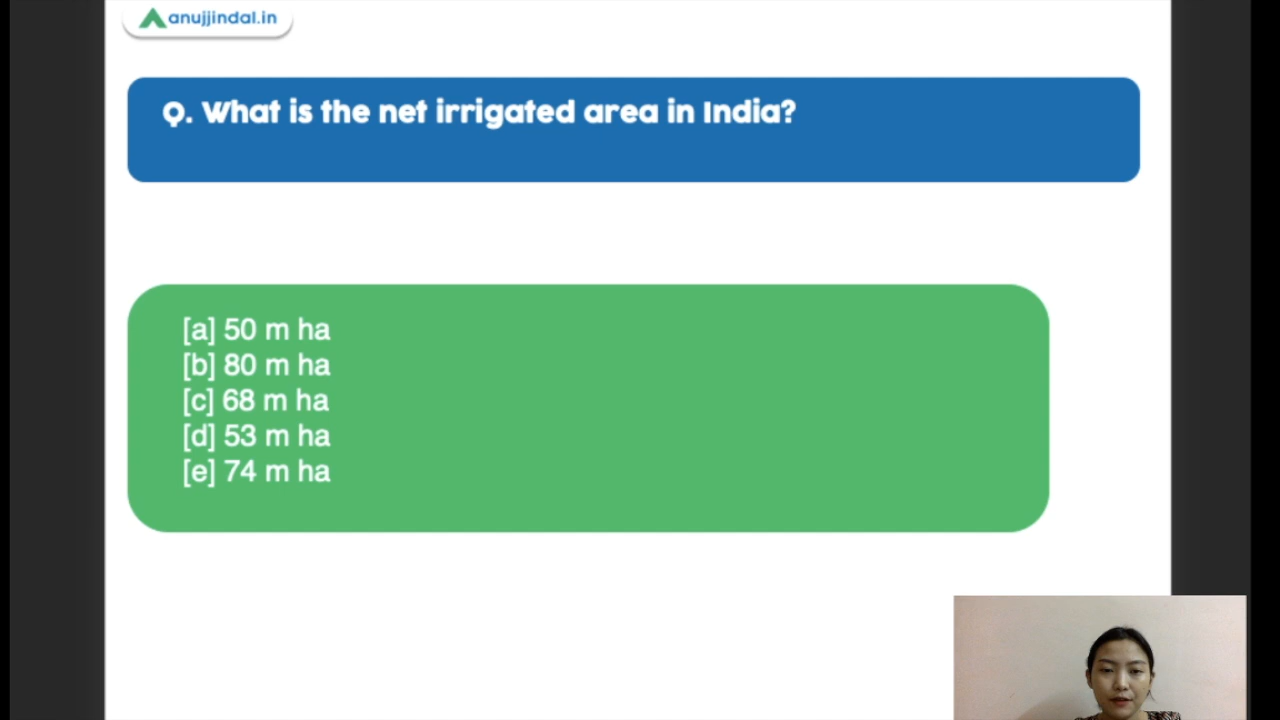 anujjindal.in
Q. What is the net irrigated area in India?
[a] 50 m ha
[b] 80 m ha
[c] 68 m ha
[d] 53 m ha
[e] 74 m ha